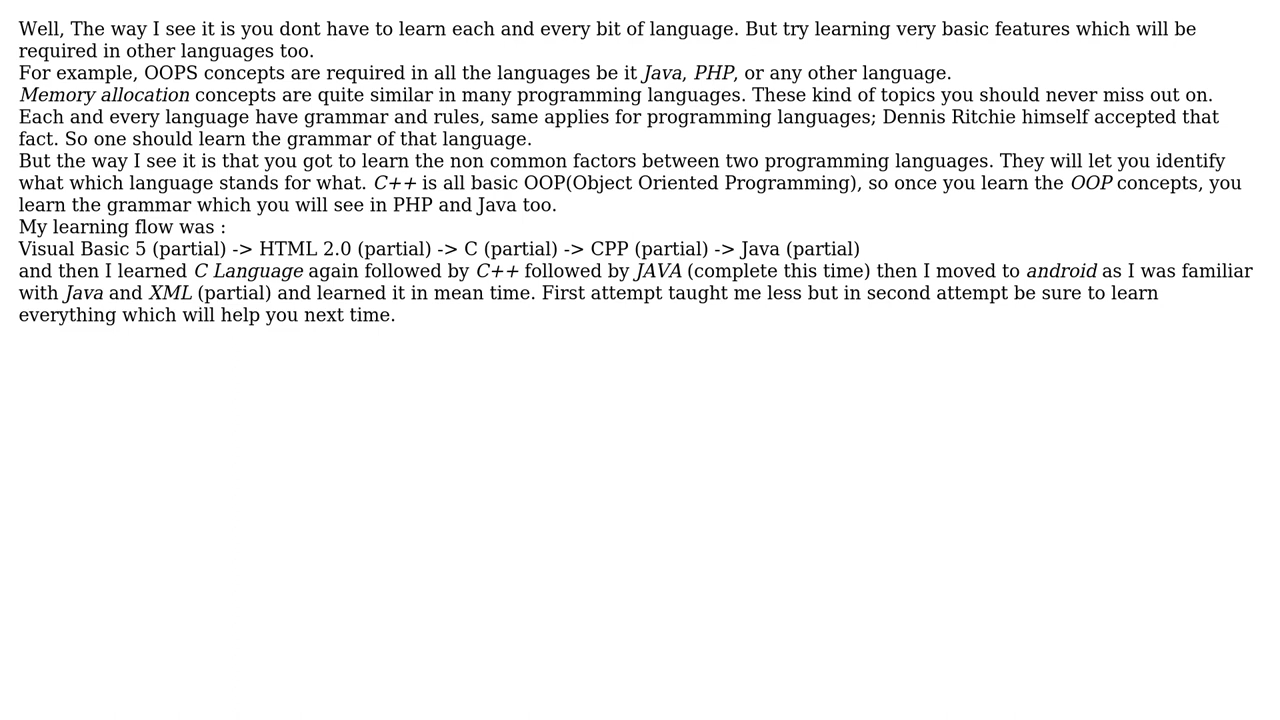 Well, The way I see it is you dont have to learn each and every bit of language. But try learning very basic features which will be
required in other languages too.
For example, OOPS concepts are required in all the languages be it Java, PHP, or any other language.
Memory allocation concepts are quite similar in many programming languages. These kind of topics you should never miss out on.
Each and every language have grammar and rules, same applies for programming languages; Dennis Ritchie himself accepted that
fact. So one should learn the grammar of that language.
But the way I see it is that you got to learn the non common factors between two programming languages. They will let you identify
what which language stands for what. C++ is all basic OOP(Object Oriented Programming), so once you learn the OOP concepts, you
learn the grammar which you will see in PHP and Java too.
My learning flow was :
Visual Basic 5 (partial) -> HTML 2.0 (partial) -> C (partial) -> CPP (partial) -> Java (partial)
and then I learned C Language again followed by C++ followed by JAVA (complete this time) then I moved to android as I was familiar
with Java and XML (partial) and learned it in mean time. First attempt taught me less but in second attempt be sure to learn
everything which will help you next time.